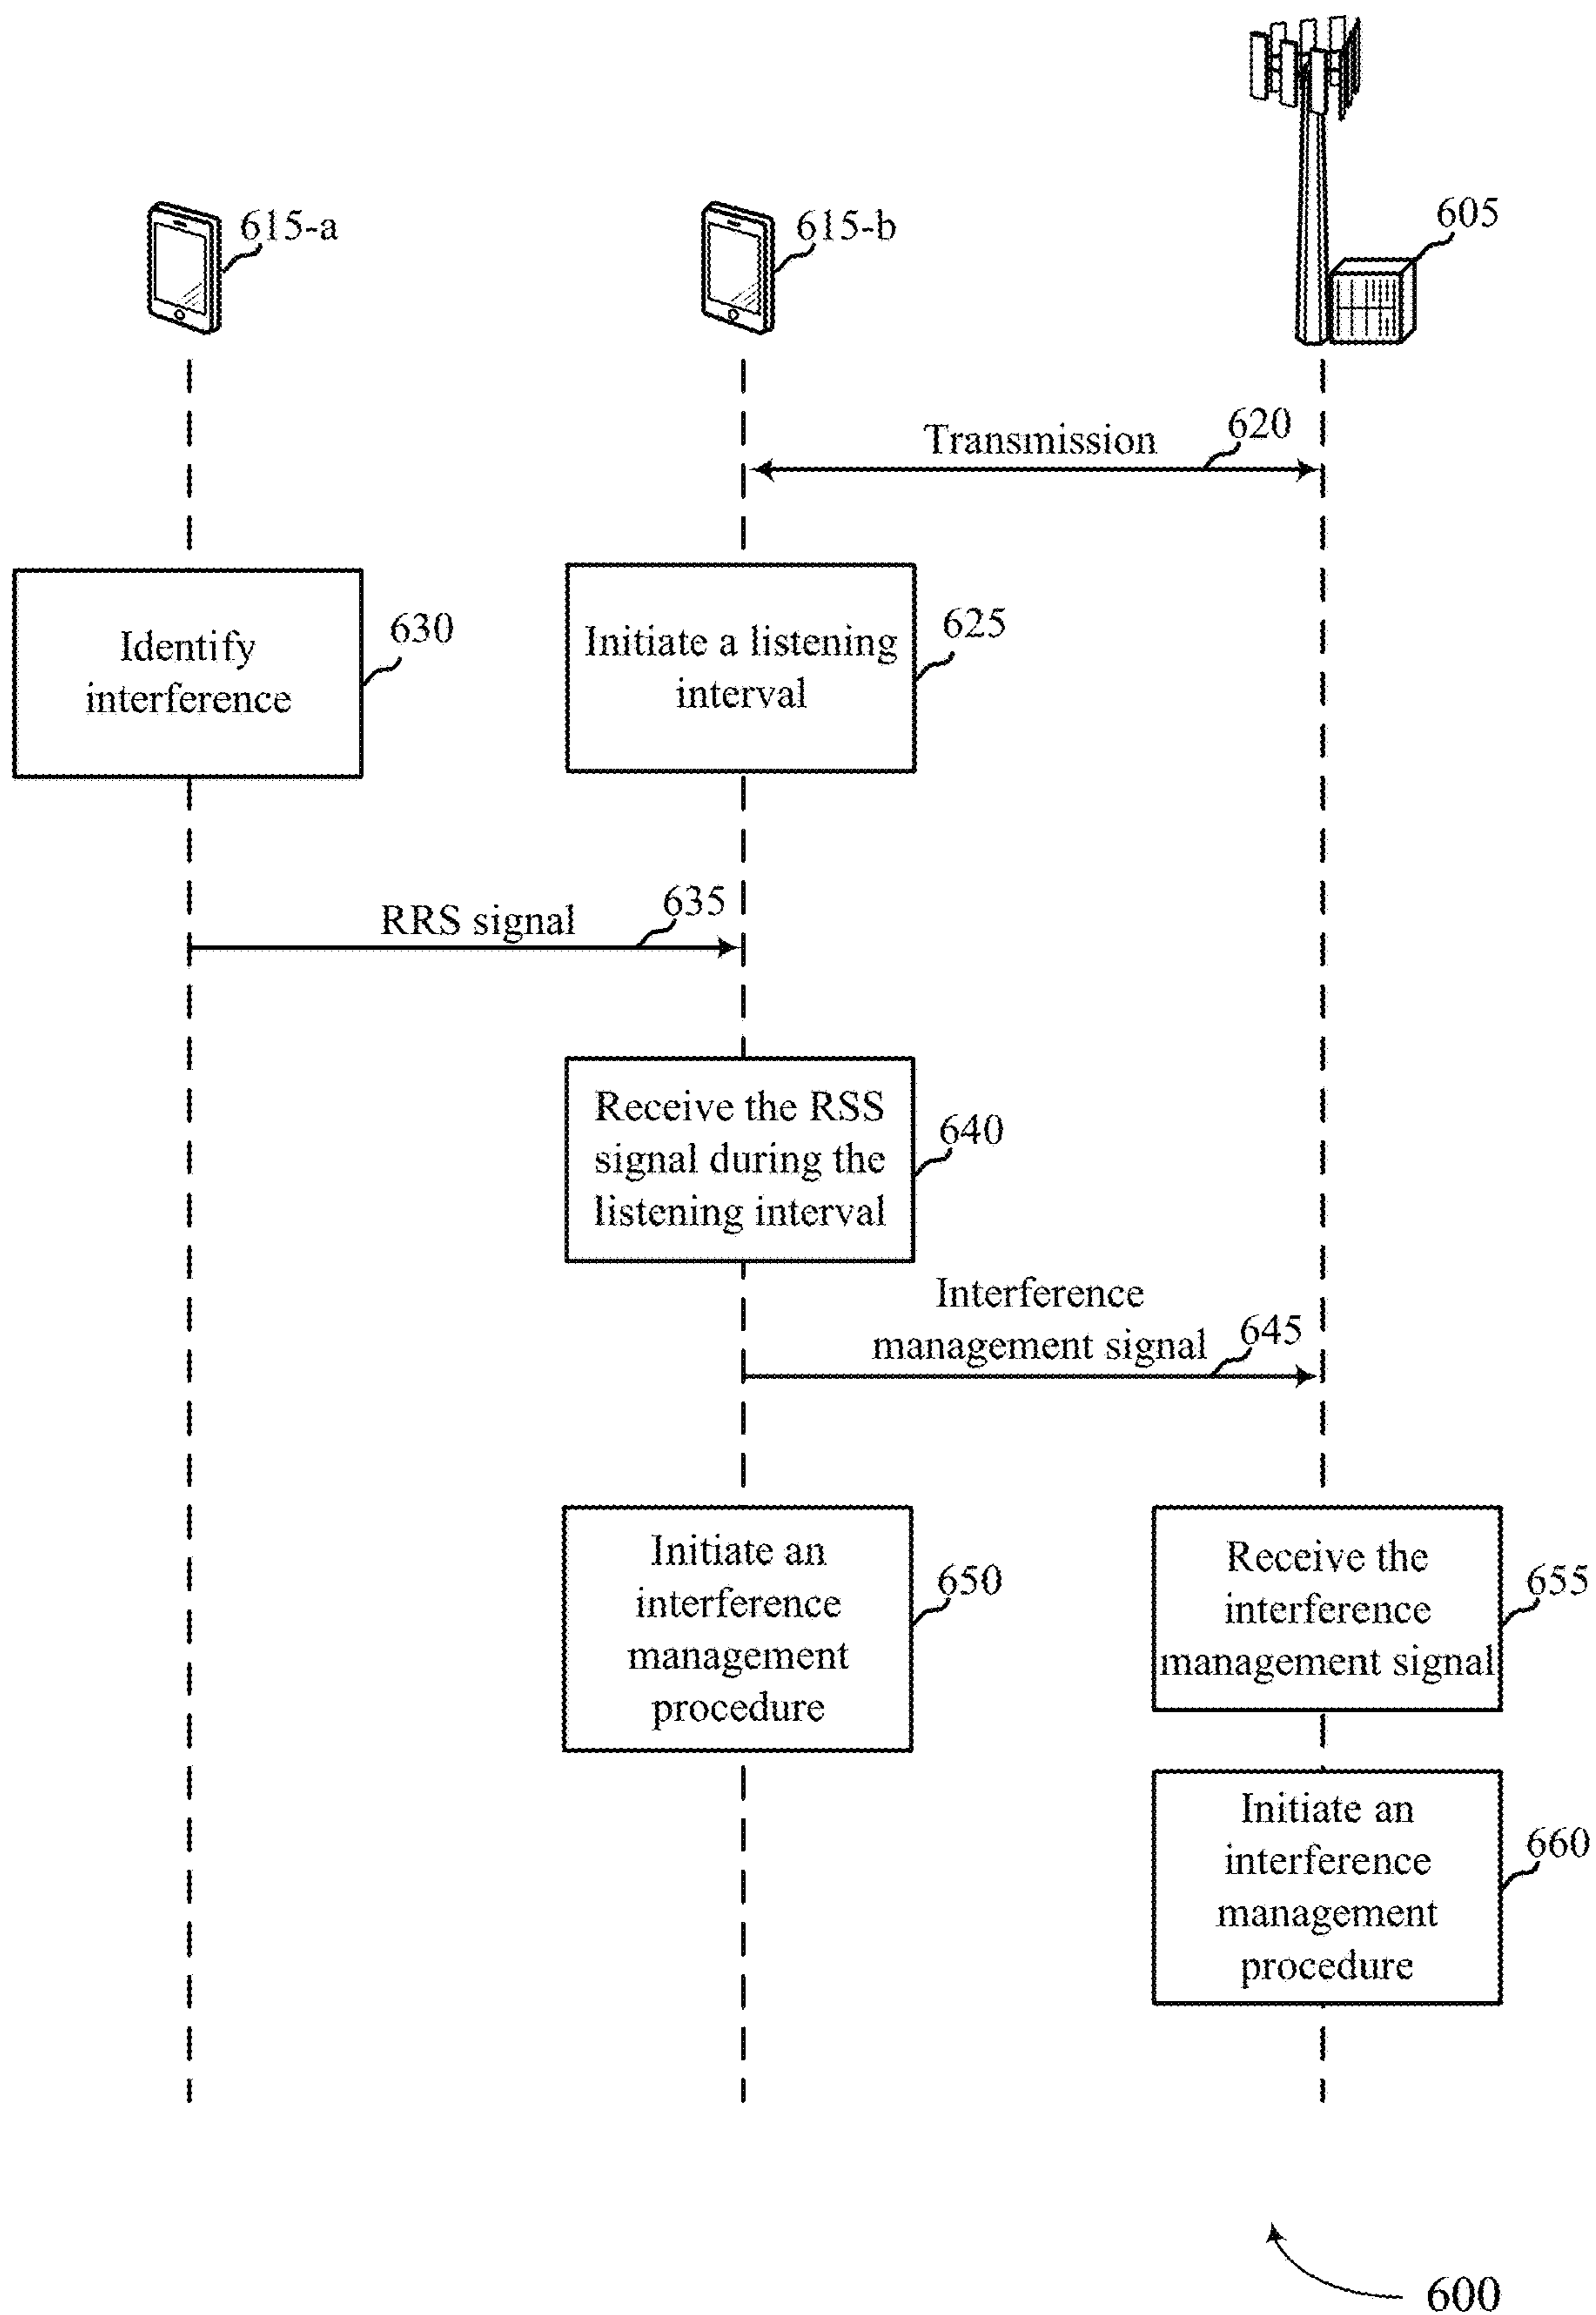 605
615-a
615-b
620
Transmission
Identify
interference
630
Initiate a listening
interval
625
RRS signal
635
Receive the RSS
signal during the
listening interval
640
Interference
management signal
645
Initiate an
interference
management
procedure
650
Receive the
interference
management signal
655
Initiate an
interference
management
procedure
660
600